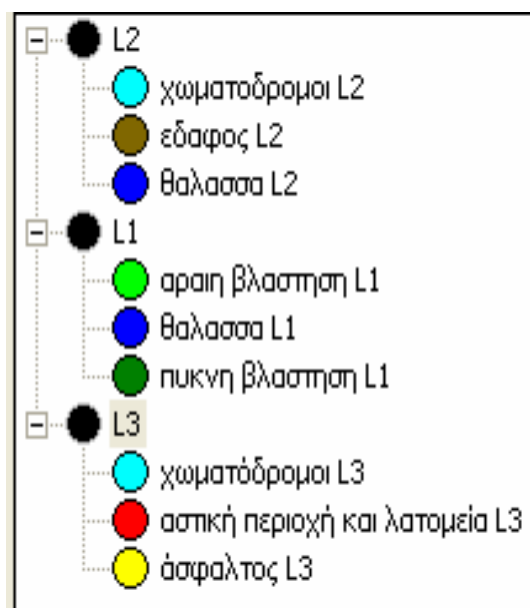 L2
χωματοδρομοι L2
εδαφος L2
θαλασσα L2
L1
αραιη βλαστηση L1
θαλασσα L1
πυκνη βλαστηση L1
L3
χωματόδρομοι L3
αστική περιοχή και λατομεία L3
άσφαλτος L3